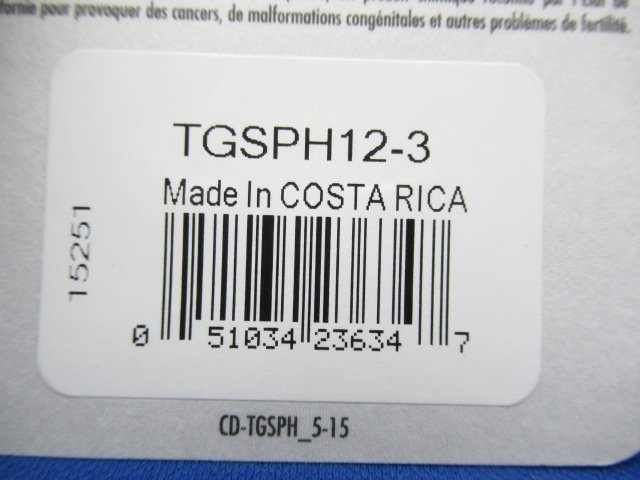 fornie pour provoquer des cancers, de malformations congénitales et autres problèmes de fertilité.
TGSPH12-3
Made In COSTA RICA
15251
0 51034 23634 7
CD-TGSPH_5-15